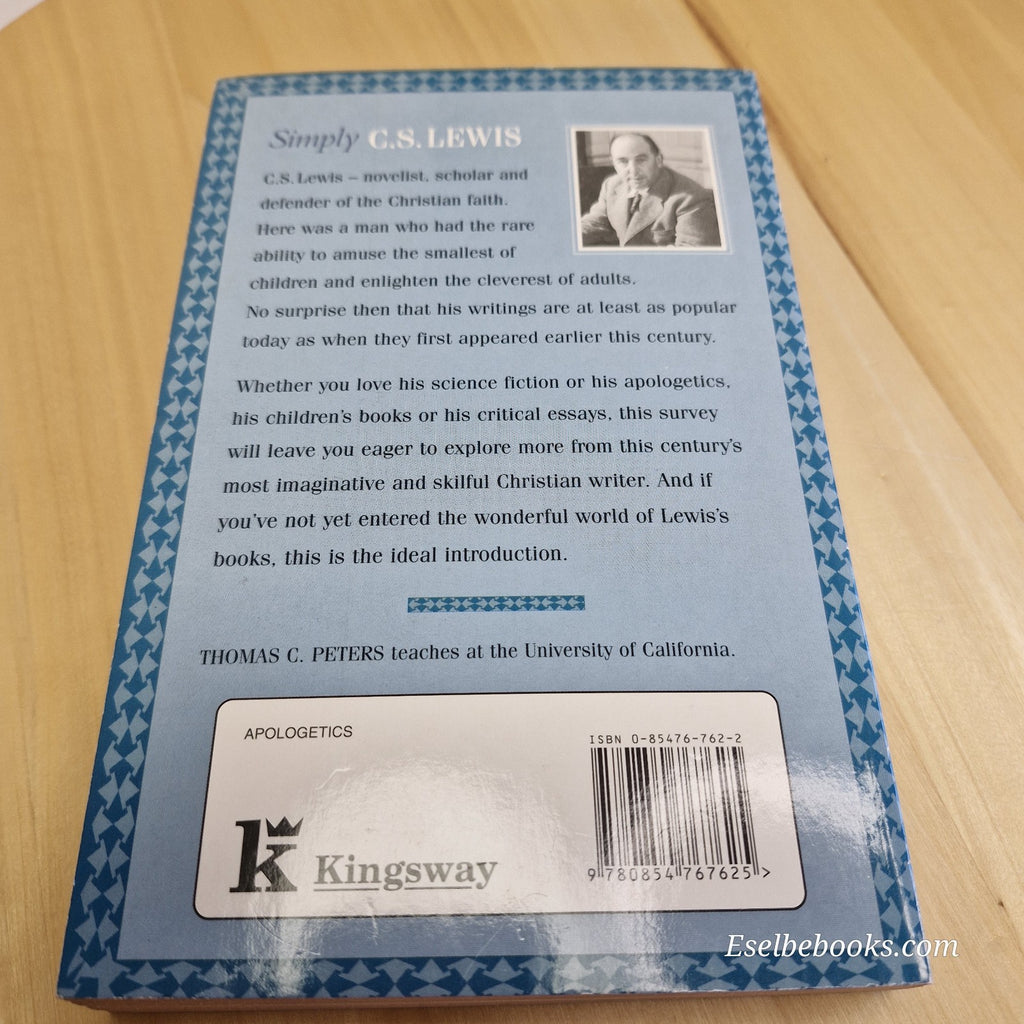 Simply C.S. LEWIS
C.S. Lewis – novelist, scholar and
defender of the Christian faith.
Here was a man who had the rare
ability to amuse the smallest of
children and enlighten the cleverest of adults.
No surprise then that his writings are at least as popular
today as when they first appeared earlier this century.
Whether you love his science fiction or his apologetics,
his children's books or his critical essays, this survey
will leave you eager to explore more from this century's
most imaginative and skilful Christian writer. And if
you've not yet entered the wonderful world of Lewis's
books, this is the ideal introduction.
THOMAS C. PETERS teaches at the University of California.
APOLOGETICS
ISBN 0-85476-762-2
k Kingsway
9 780854 767625 >
Eselbebooks.com